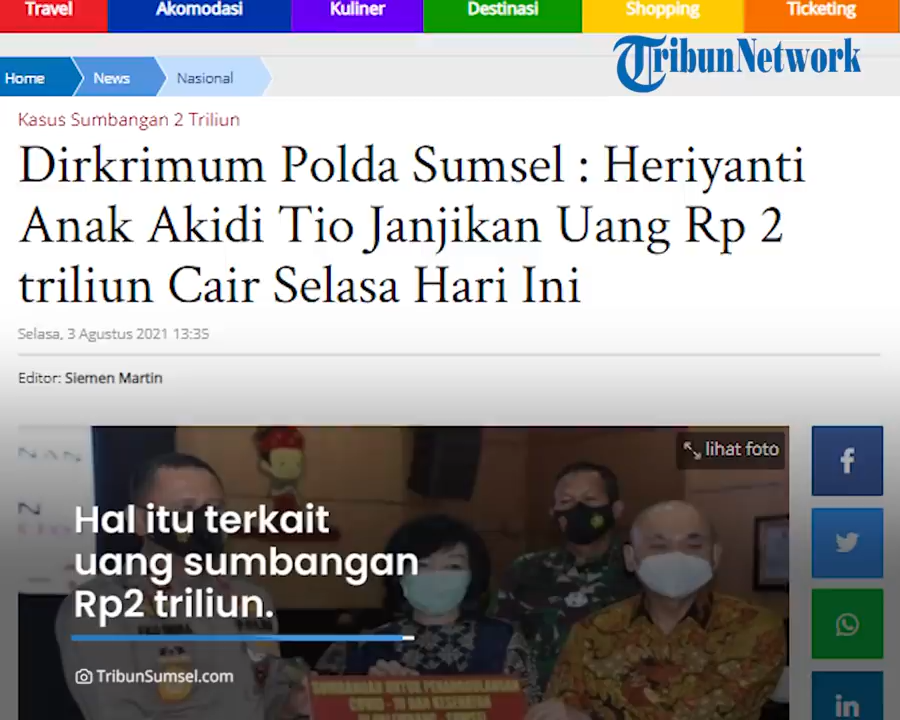 Travel
Akomodasi
Kuliner
Destinasi
Shopping
Ticketing
TribunNetwork
Home
News
Nasional
Kasus Sumbangan 2 Triliun
Dirkrimum Polda Sumsel : Heriyanti
Anak Akidi Tio Janjikan Uang Rp 2
triliun Cair Selasa Hari Ini
Selasa, 3 Agustus 2021 13:35
Editor: Siemen Martin
lihat foto
Hal itu terkait
uang sumbangan
Rp2 triliun.
TribunSumsel.com